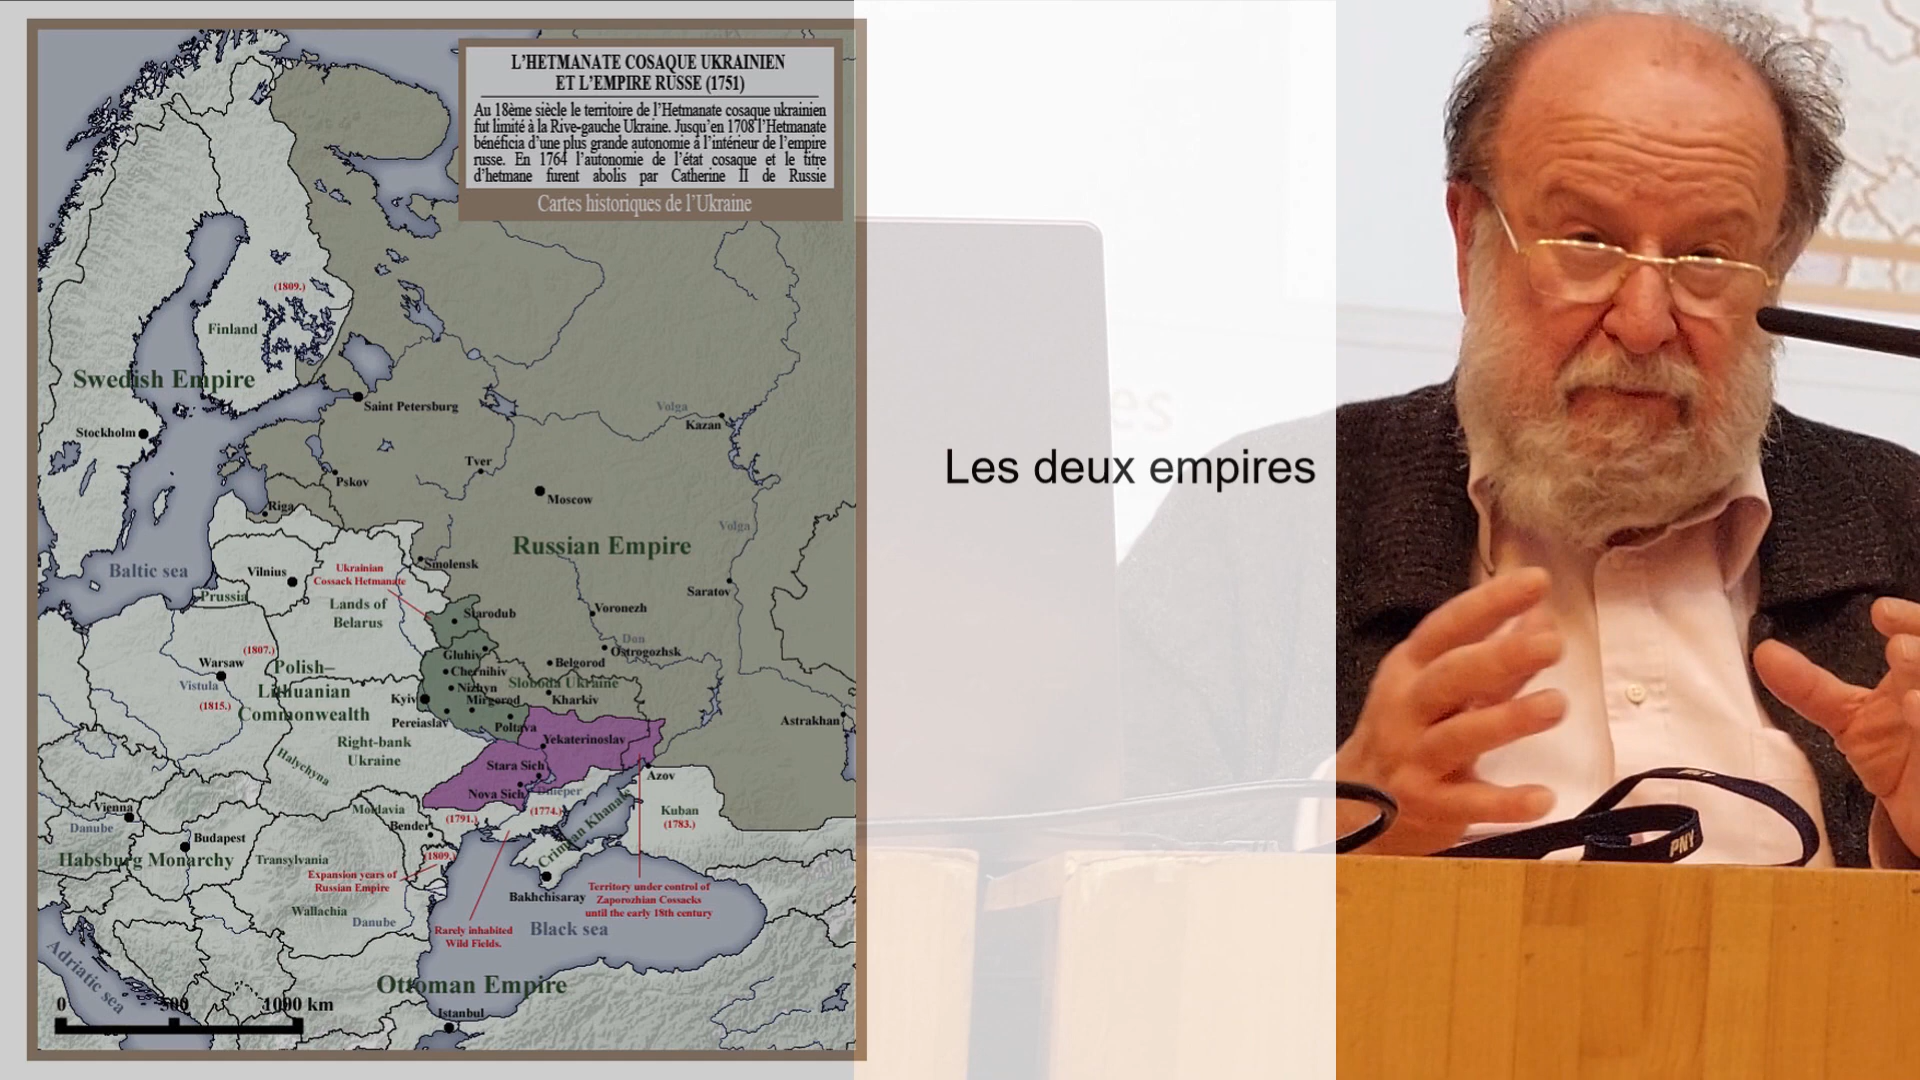 L'HETMANATE COSAQUE UKRAINIEN
ET L'EMPIRE RUSSE (1751)
Au 18ème siècle le territoire de l'Hetmanate cosaque ukrainien
fut limité à la Rive-gauche Ukraine. Jusqu'en 1708 l'Hetmanate
bénéficia d'une plus grande autonomie à l'intérieur de l'empire
russe. En 1764 l'autonomie de l'état cosaque et le titre
d'hetmane furent abolis par Catherine II de Russie
Cartes historiques de l'Ukraine
(1809.)
Finland
Swedish Empire
Saint Petersburg
Stockholm
Volga
Kazan
Tver
Pskov
Moscow
Riga
Volga
Russian Empire
Baltic sea
Smolensk
Vilnius
Ukrainian
Cossack Hetmanate
Prussia
Lands of
Belarus
Saratov
Starodub
Voronezh
Don
Ostrogozhsk
Gluhiv
Belgorod
(1807.)
Warsaw
Polish–
Lithuanian
Commonwealth
Vistula
(1815.)
Chernihiv
Nizhyn
Sloboda Ukraine
Kyiv
Mirgorod
Kharkiv
Pereiaslav
Poltava
Astrakhan
Right-bank
Ukraine
Halychyna
Yekaterinoslav
Stara Sich
Azov
Nova Sich
Dnieper
Vienna
Danube
Moldavia
Bender
(1791.)
(1774.)
Crimean Khanate
Kuban
(1783.)
Budapest
Habsburg Monarchy
Transylvania
(1809.)
Expansion years of
Russian Empire
Bakhchisaray
Territory under control of
Zaporozhian Cossacks
until the early 18th century
Wallachia
Danube
Rarely inhabited
Wild Fields.
Black sea
Adriatic sea
Ottoman Empire
Istanbul
0 500 1000 km
es
Les deux empires
PNY
PNY